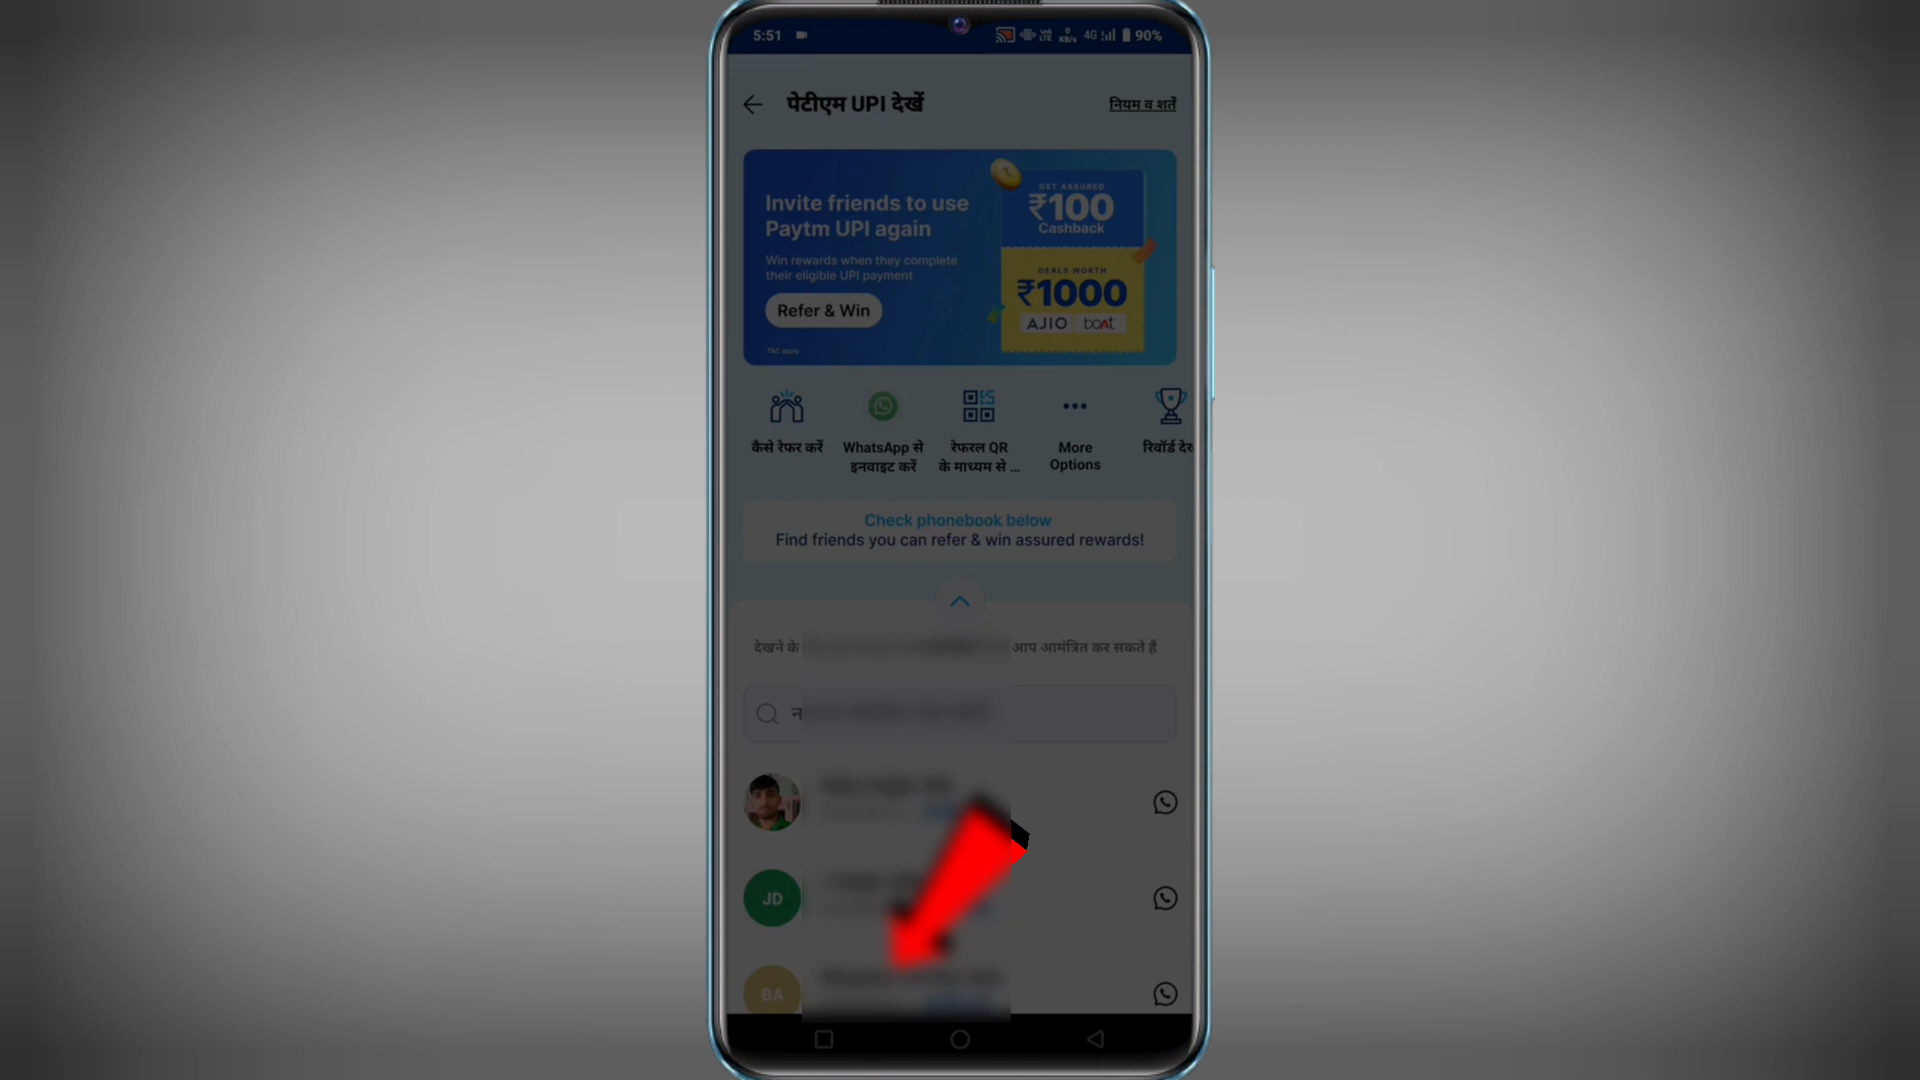 5:51
4G 90%
पेटीएम UPI देखें
नियम व शर्तें
Invite friends to use
Paytm UPI again
Win rewards when they complete
their eligible UPI payment
Refer & Win
T&C apply
GET ASSURED
₹100
Cashback
DEALS WORTH
₹1000
AJIO boAt
कैसे रेफर करें
WhatsApp से
इनवाइट करें
रेफरल QR
के माध्यम से ...
More
Options
रिवॉर्ड देख
Check phonebook below
Find friends you can refer & win assured rewards!
देखने के
आप आमंत्रित कर सकते हैं
JD
BA